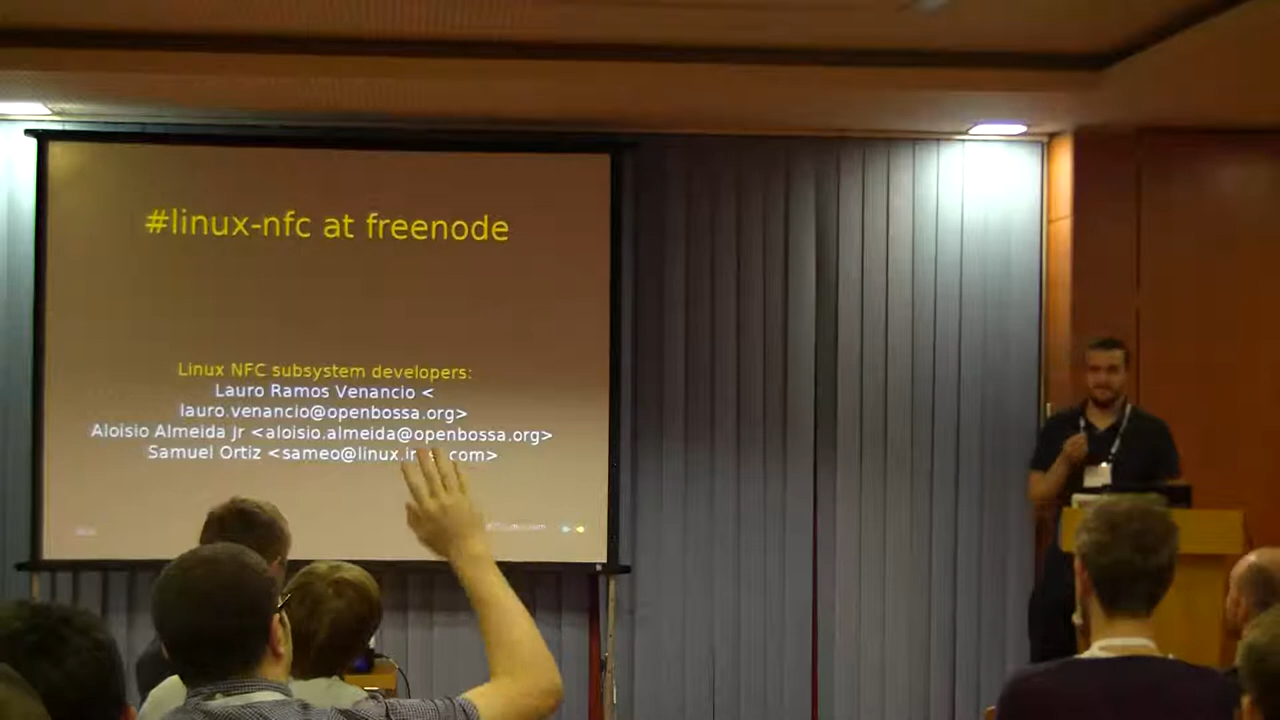 #linux-nfc at freenode
Linux NFC subsystem developers:
Lauro Ramos Venancio <
lauro.venancio@openbossa.org>
Aloisio Almeida Jr <aloisio.almeida@openbossa.org>
Samuel Ortiz <sameo@linux. com>